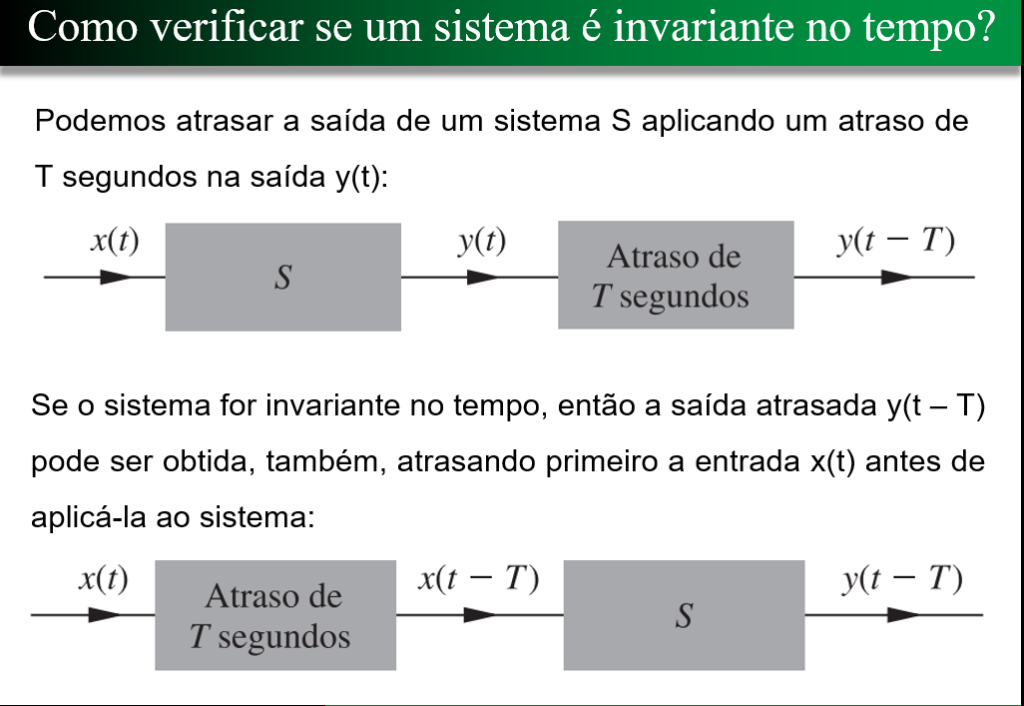 Como verificar se um sistema é invariante no tempo?
Podemos atrasar a saída de um sistema S aplicando um atraso de
T segundos na saída y(t):
x(t)
S
y(t)
Atraso de
T segundos
y(t − T)
Se o sistema for invariante no tempo, então a saída atrasada y(t – T)
pode ser obtida, também, atrasando primeiro a entrada x(t) antes de
aplicá-la ao sistema:
x(t)
Atraso de
T segundos
x(t − T)
S
y(t − T)